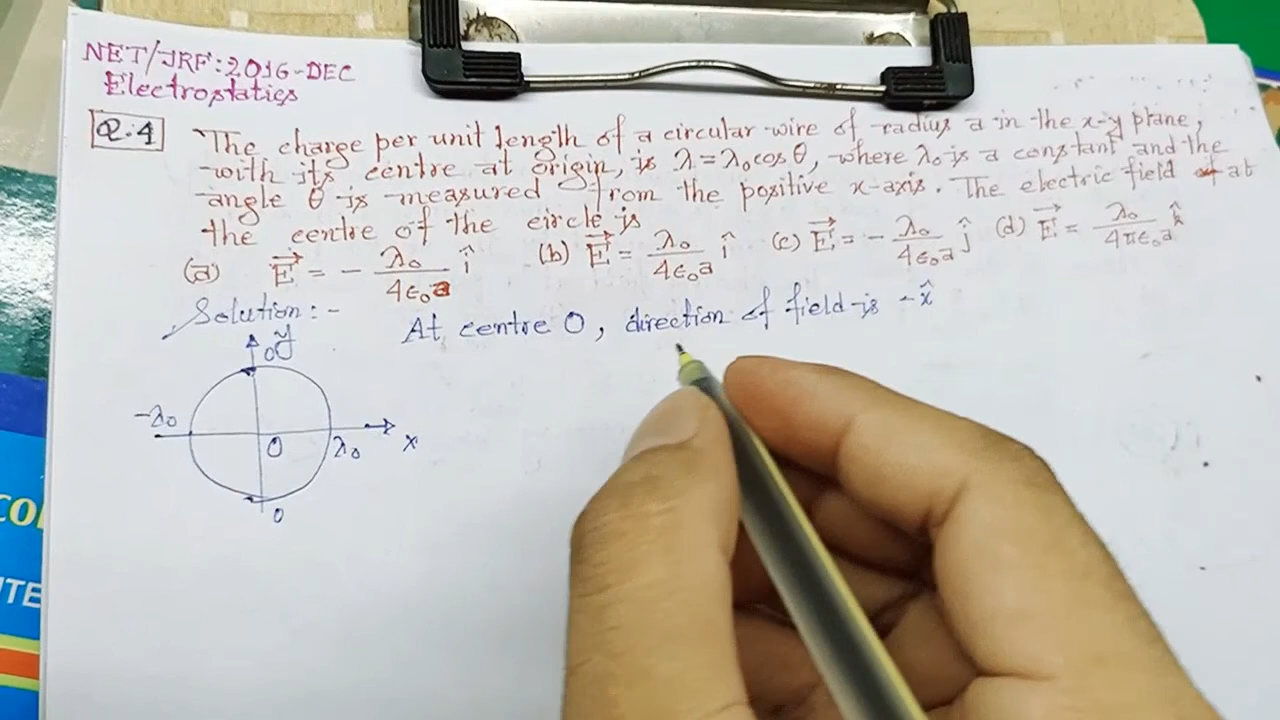 NET/JRF:2016-DEC
Electrostatics
Q.4 The charge per unit length of a circular wire of radius a in the x-y plane,
with its centre at origin, is λ=λ₀cosθ, where λ₀ is a constant and the
angle θ is measured from the positive x-axis. The electric field at
the centre of the circle is
(a) E⃗ = - λ₀/4ϵ₀a î (b) E⃗ = λ₀/4ϵ₀a î (c) E⃗ = - λ₀/4ϵ₀a ĵ (d) E⃗ = λ₀/4πϵ₀a k̂
Solution:- At centre O, direction of field is -x̂
0 y
-λ₀ O λ₀ x
0
CO
UTE